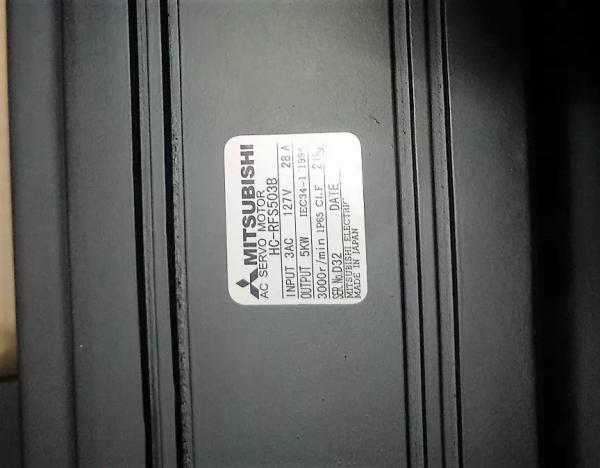 MITSUBISHI
AC SERVO MOTOR
HC-RFS503B
INPUT 3AC 127V 28 A
OUTPUT 5KW IEC34-1 1994
3000r/min IP65 Cl.F
SER.No.D32 DATE
MITSUBISHI ELECTRIC
MADE IN JAPAN